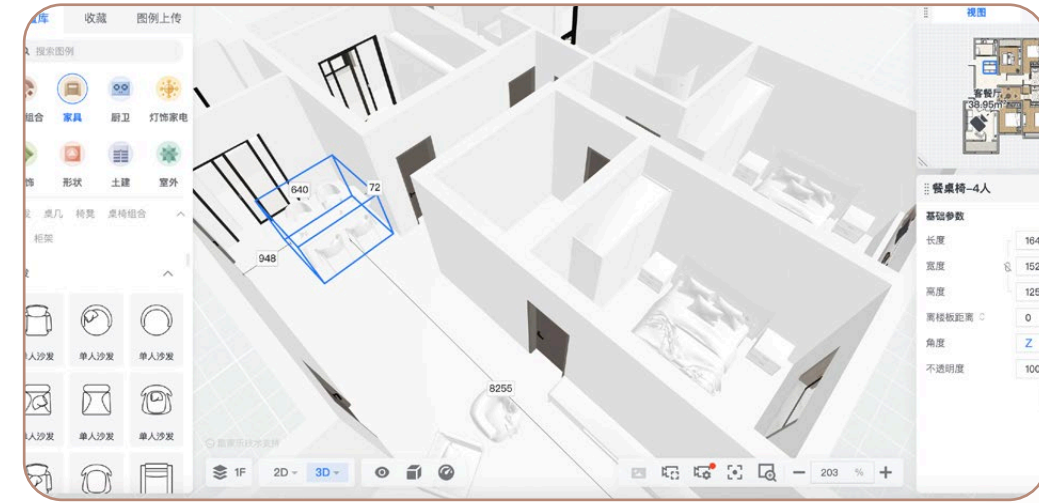 收藏
图例上传
搜索图例
组合
家具
厨卫
灯饰家电
形状
土建
室外
桌几
椅凳
桌椅组合
柜架
单人沙发
单人沙发
单人沙发
单人沙发
单人沙发
单人沙发
640
72
948
8255
1F
2D
3D
203
%
视图
客餐厅
38.95m²
餐桌椅-4人
基础参数
长度
164
宽度
152
高度
125
离楼板距离
0
角度
Z
不透明度
100